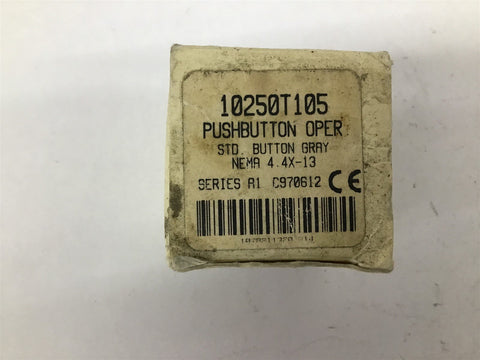 10250T105
PUSHBUTTON OPER
STD. BUTTON GRAY
NEMA 4.4X-13
SERIES A1 C970612 CE